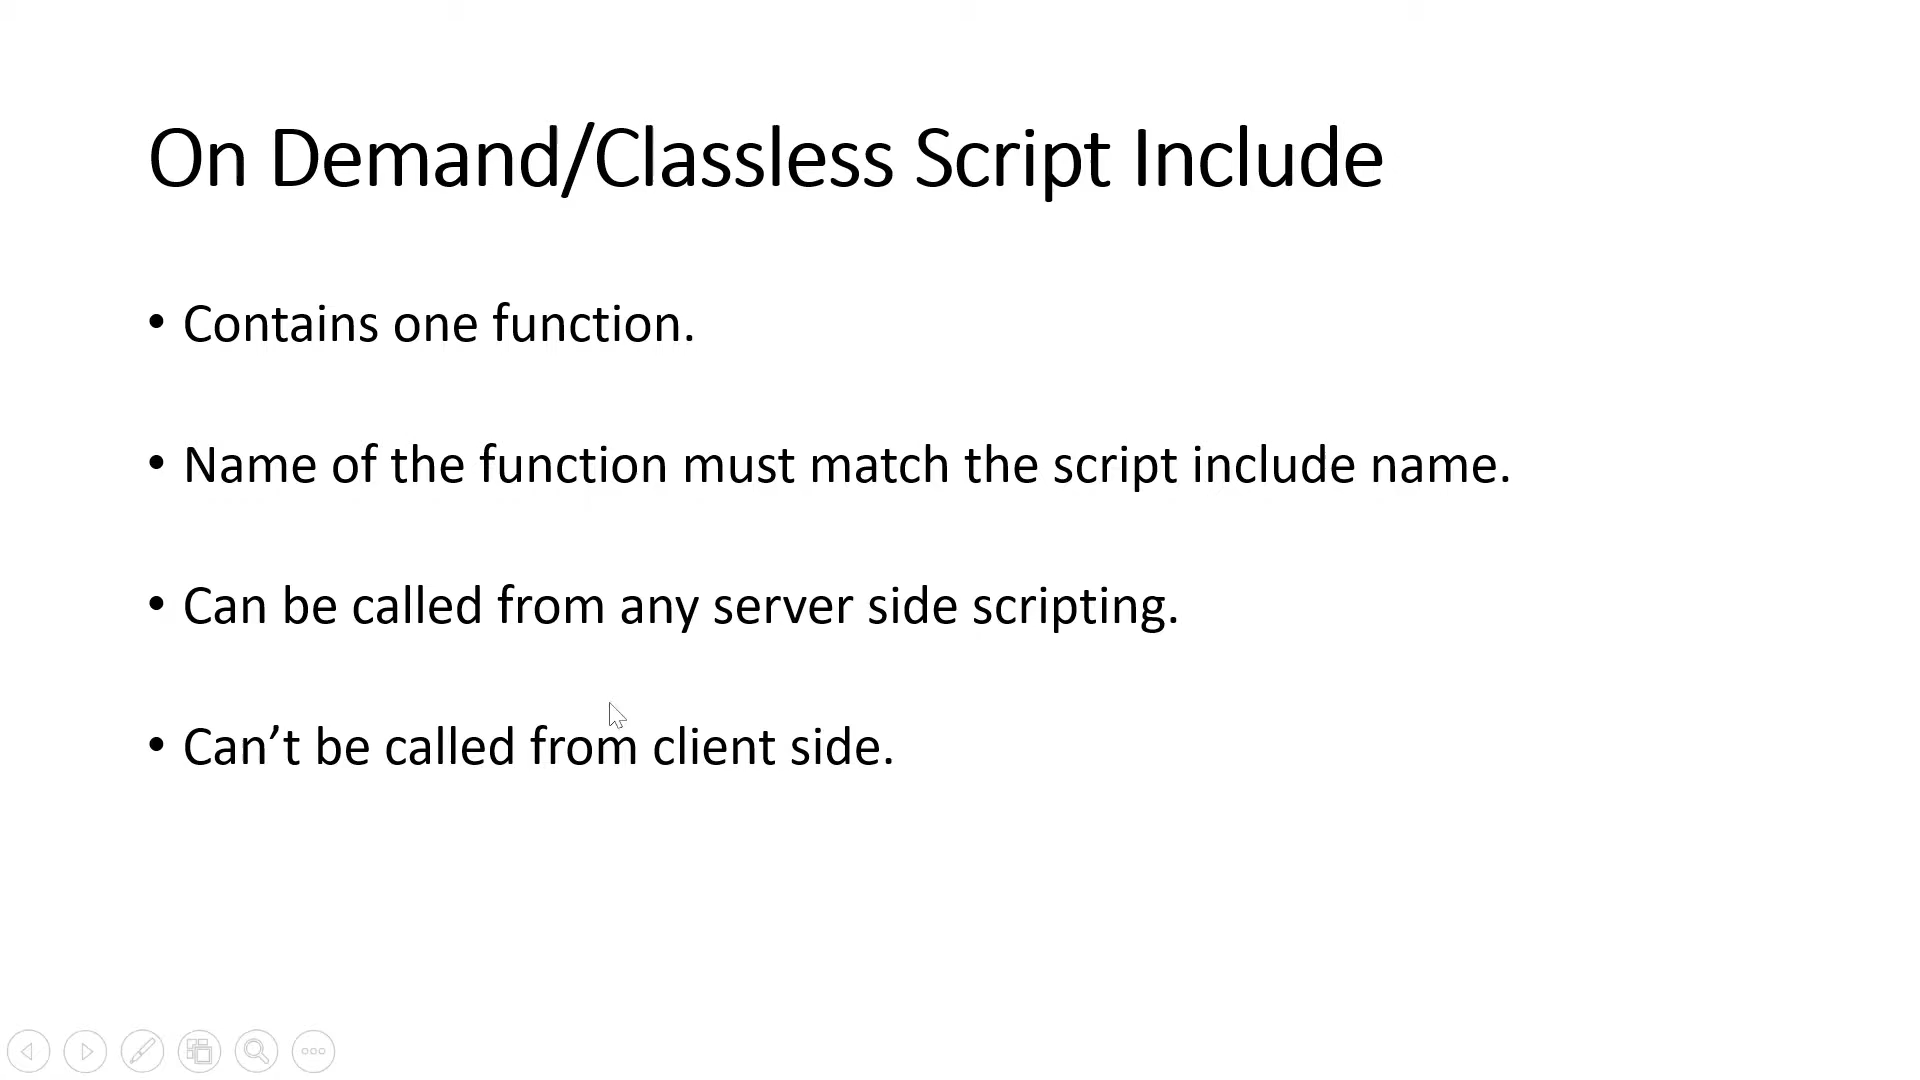 On Demand/Classless Script Include
• Contains one function.
• Name of the function must match the script include name.
• Can be called from any server side scripting.
• Can’t be called from client side.